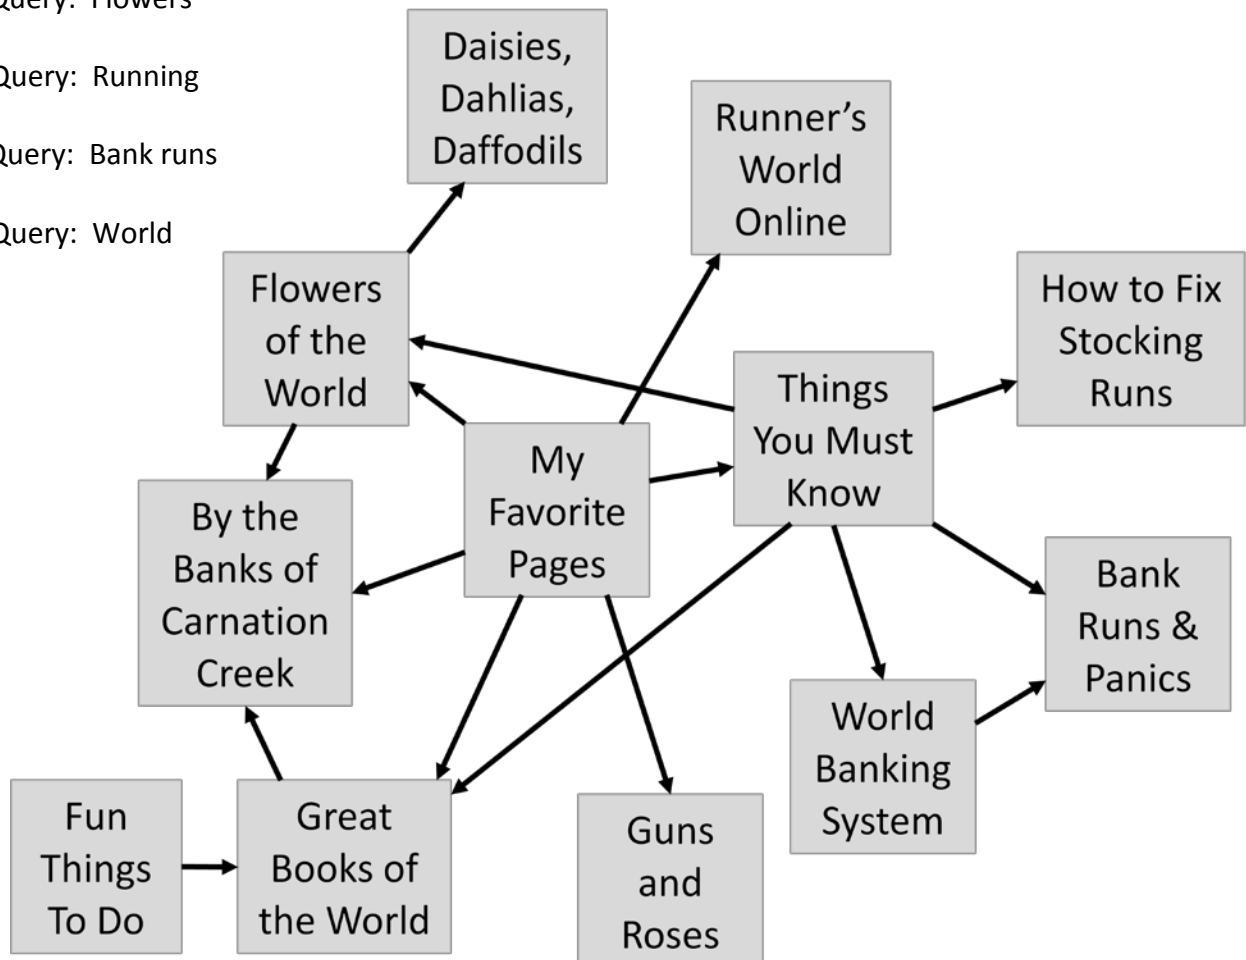 Query: Flowers
Query: Running
Query: Bank runs
Query: World
Daisies,
Dahlias,
Daffodils
Runner’s
World
Online
Flowers
of the
World
How to Fix
Stocking
Runs
Things
You Must
Know
My
Favorite
Pages
By the
Banks of
Carnation
Creek
Bank
Runs &
Panics
World
Banking
System
Fun
Things
To Do
Great
Books of
the World
Guns
and
Roses